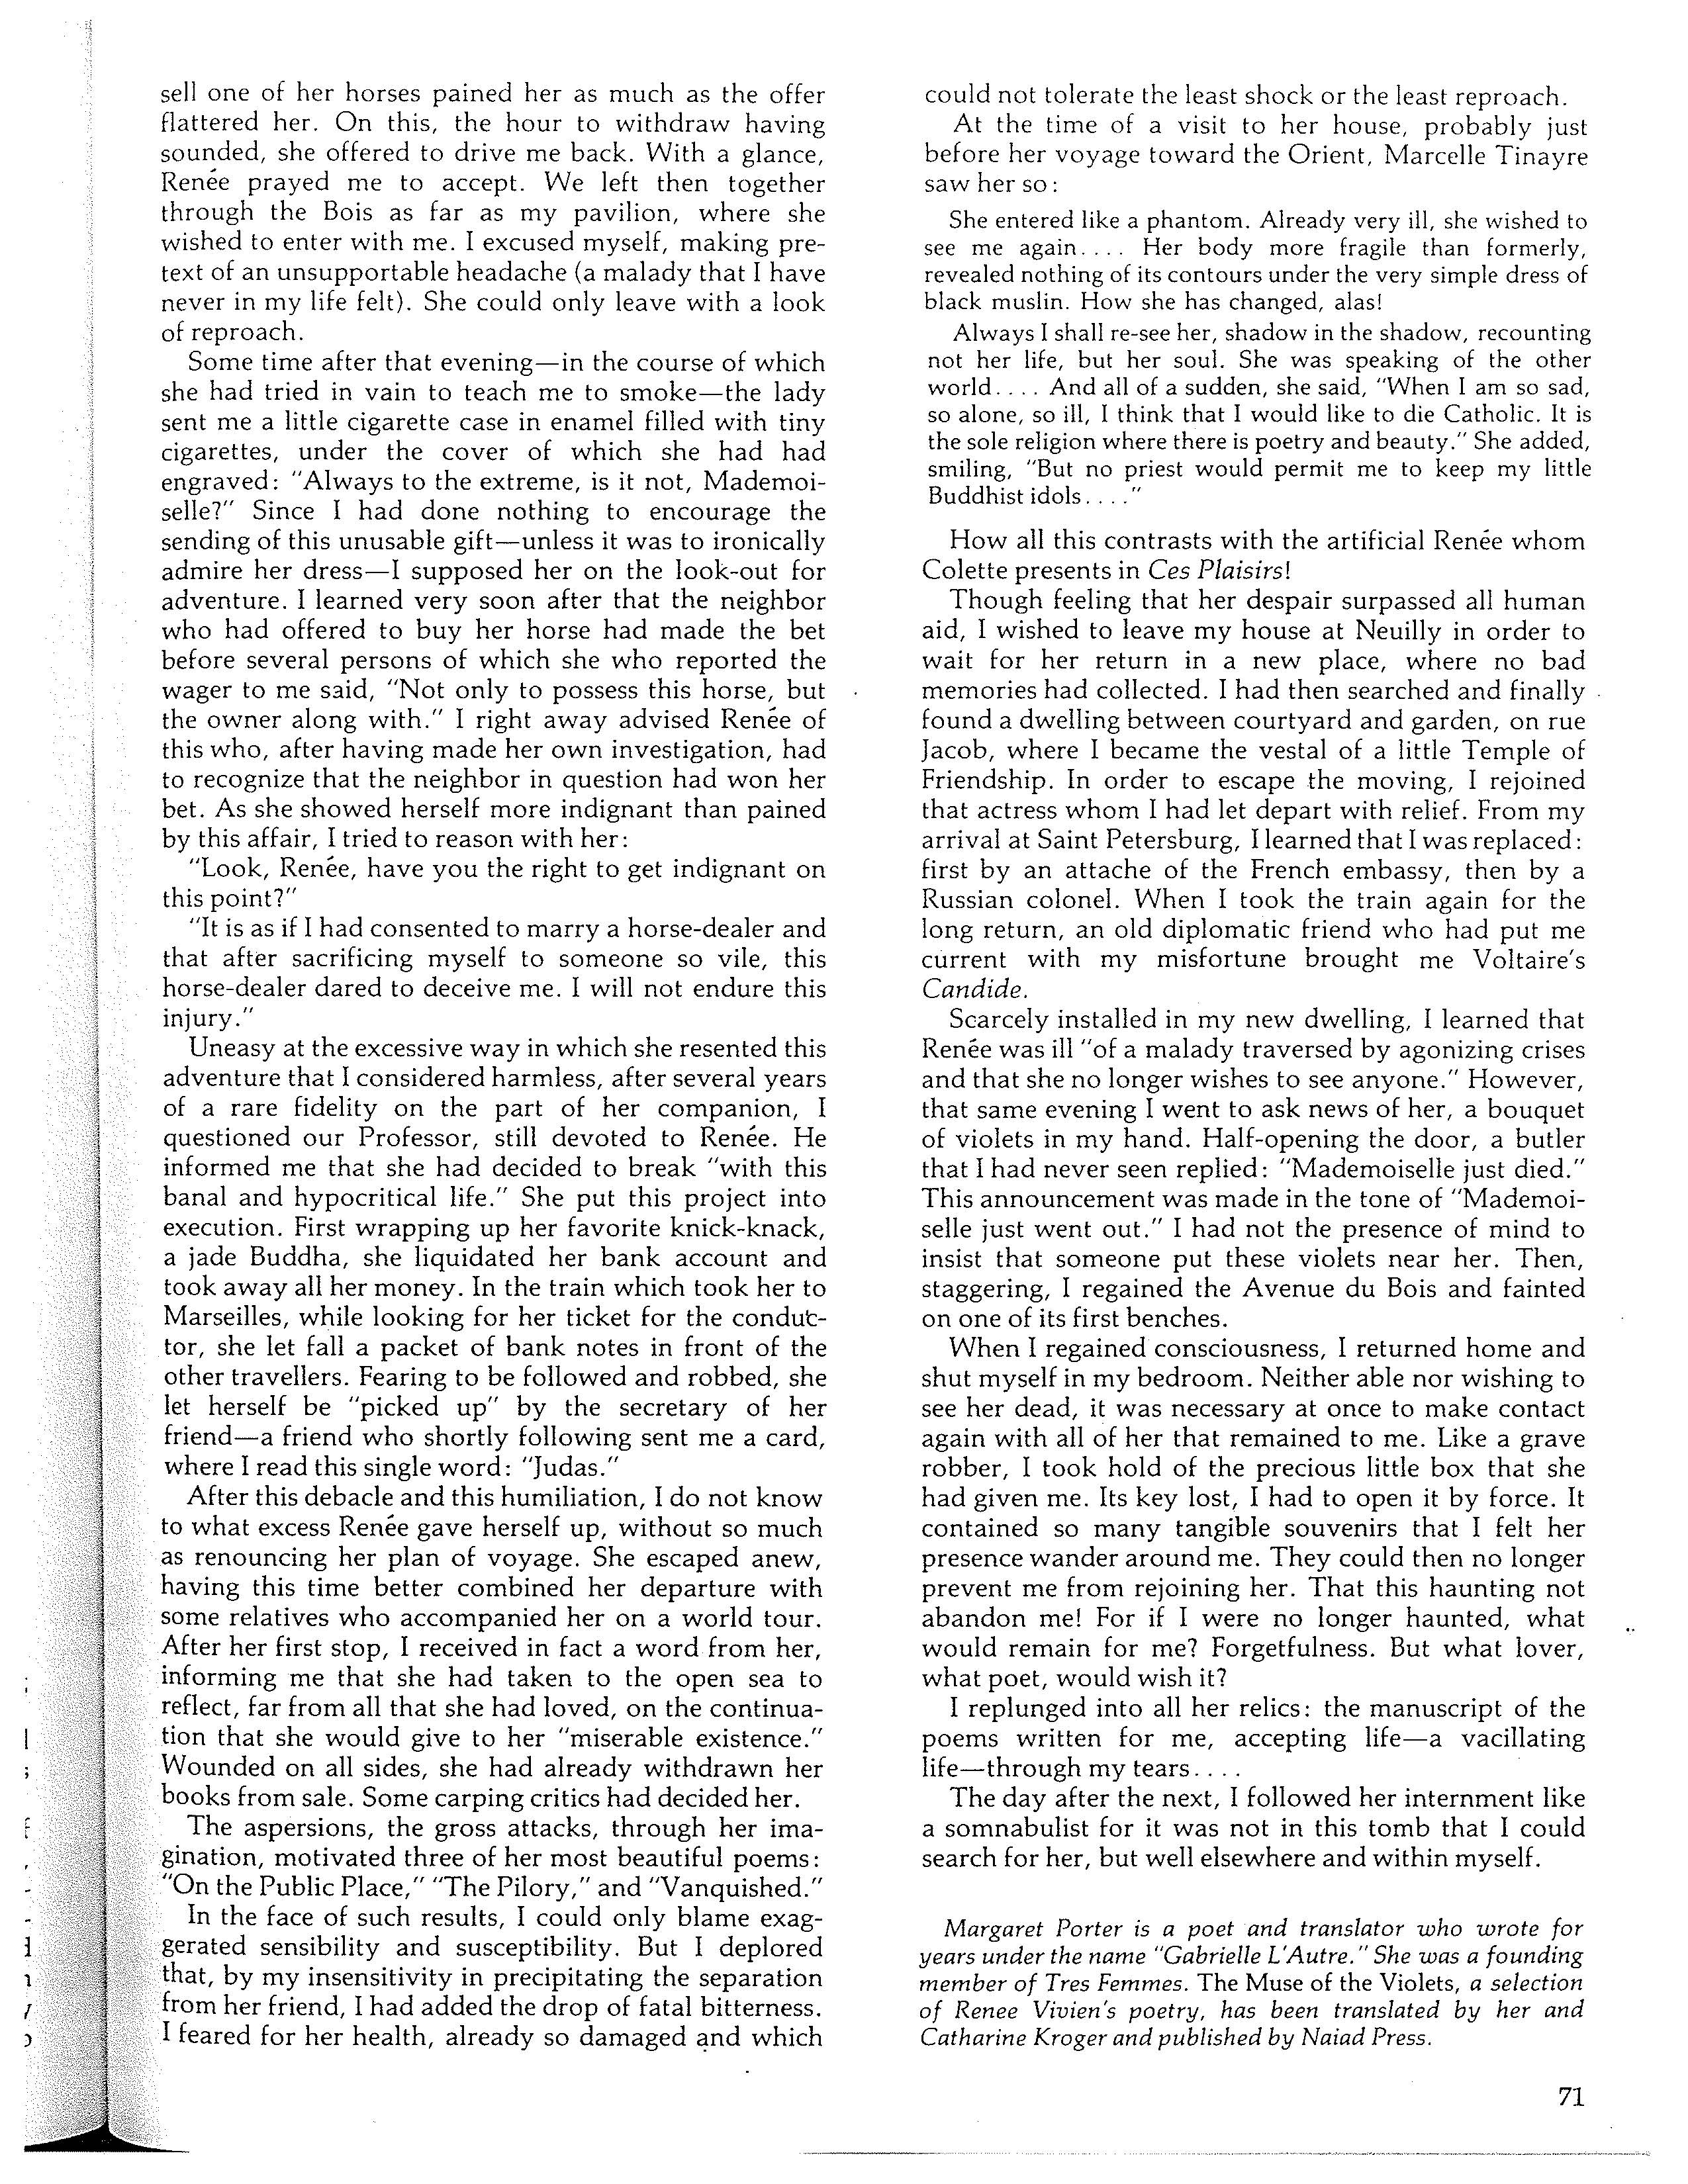 sell one of her horses pained her as much as the offer
flattered her. On this, the hour to withdraw having
sounded, she offered to drive me back. With a glance,
Renée prayed me to accept. We left then together
through the Bois as far as my pavilion, where she
wished to enter with me. I excused myself, making pre-
text of an unsupportable headache (a malady that I have
never in my life felt). She could only leave with a look
of reproach.
Some time after that evening—in the course of which
she had tried in vain to teach me to smoke—the lady
sent me a little cigarette case in enamel filled with tiny
cigarettes, under the cover of which she had had
engraved: "Always to the extreme, is it not, Mademoi-
selle?" Since I had done nothing to encourage the
sending of this unusable gift—unless it was to ironically
admire her dress—I supposed her on the look-out for
adventure. I learned very soon after that the neighbor
who had offered to buy her horse had made the bet
before several persons of which she who reported the
wager to me said, "Not only to possess this horse, but
the owner along with." I right away advised Renée of
this who, after having made her own investigation, had
to recognize that the neighbor in question had won her
bet. As she showed herself more indignant than pained
by this affair, I tried to reason with her:
"Look, Renée, have you the right to get indignant on
this point?"
"It is as if I had consented to marry a horse-dealer and
that after sacrificing myself to someone so vile, this
horse-dealer dared to deceive me. I will not endure this
injury."
Uneasy at the excessive way in which she resented this
adventure that I considered harmless, after several years
of a rare fidelity on the part of her companion, I
questioned our Professor, still devoted to Renée. He
informed me that she had decided to break "with this
banal and hypocritical life." She put this project into
execution. First wrapping up her favorite knick-knack,
a jade Buddha, she liquidated her bank account and
took away all her money. In the train which took her to
Marseilles, while looking for her ticket for the conduc-
tor, she let fall a packet of bank notes in front of the
other travellers. Fearing to be followed and robbed, she
let herself be "picked up" by the secretary of her
friend—a friend who shortly following sent me a card,
where I read this single word: "Judas."
After this debacle and this humiliation, I do not know
to what excess Renée gave herself up, without so much
as renouncing her plan of voyage. She escaped anew,
having this time better combined her departure with
some relatives who accompanied her on a world tour.
After her first stop, I received in fact a word from her,
informing me that she had taken to the open sea to
reflect, far from all that she had loved, on the continua-
tion that she would give to her "miserable existence."
Wounded on all sides, she had already withdrawn her
books from sale. Some carping critics had decided her.
The aspersions, the gross attacks, through her ima-
gination, motivated three of her most beautiful poems:
"On the Public Place," "The Pilory," and "Vanquished."
In the face of such results, I could only blame exag-
gerated sensibility and susceptibility. But I deplored
that, by my insensitivity in precipitating the separation
from her friend, I had added the drop of fatal bitterness.
I feared for her health, already so damaged and which
could not tolerate the least shock or the least reproach.
At the time of a visit to her house, probably just
before her voyage toward the Orient, Marcelle Tinayre
saw her so:
She entered like a phantom. Already very ill, she wished to
see me again.... Her body more fragile than formerly,
revealed nothing of its contours under the very simple dress of
black muslin. How she has changed, alas!
Always I shall re-see her, shadow in the shadow, recounting
not her life, but her soul. She was speaking of the other
world.... And all of a sudden, she said, "When I am so sad,
so alone, so ill, I think that I would like to die Catholic. It is
the sole religion where there is poetry and beauty." She added,
smiling, "But no priest would permit me to keep my little
Buddhist idols...."
How all this contrasts with the artificial Renée whom
Colette presents in Ces Plaisirs!
Though feeling that her despair surpassed all human
aid, I wished to leave my house at Neuilly in order to
wait for her return in a new place, where no bad
memories had collected. I had then searched and finally
found a dwelling between courtyard and garden, on rue
Jacob, where I became the vestal of a little Temple of
Friendship. In order to escape the moving, I rejoined
that actress whom I had let depart with relief. From my
arrival at Saint Petersburg, I learned that I was replaced:
first by an attache of the French embassy, then by a
Russian colonel. When I took the train again for the
long return, an old diplomatic friend who had put me
current with my misfortune brought me Voltaire's
Candide.
Scarcely installed in my new dwelling, I learned that
Renée was ill "of a malady traversed by agonizing crises
and that she no longer wishes to see anyone." However,
that same evening I went to ask news of her, a bouquet
of violets in my hand. Half-opening the door, a butler
that I had never seen replied: "Mademoiselle just died."
This announcement was made in the tone of "Mademoi-
selle just went out." I had not the presence of mind to
insist that someone put these violets near her. Then,
staggering, I regained the Avenue du Bois and fainted
on one of its first benches.
When I regained consciousness, I returned home and
shut myself in my bedroom. Neither able nor wishing to
see her dead, it was necessary at once to make contact
again with all of her that remained to me. Like a grave
robber, I took hold of the precious little box that she
had given me. Its key lost, I had to open it by force. It
contained so many tangible souvenirs that I felt her
presence wander around me. They could then no longer
prevent me from rejoining her. That this haunting not
abandon me! For if I were no longer haunted, what
would remain for me? Forgetfulness. But what lover,
what poet, would wish it?
I replunged into all her relics: the manuscript of the
poems written for me, accepting life—a vacillating
life—through my tears....
The day after the next, I followed her internment like
a somnabulist for it was not in this tomb that I could
search for her, but well elsewhere and within myself.
Margaret Porter is a poet and translator who wrote for
years under the name "Gabrielle L'Autre." She was a founding
member of Tres Femmes. The Muse of the Violets, a selection
of Renee Vivien's poetry, has been translated by her and
Catharine Kroger and published by Naiad Press.
71